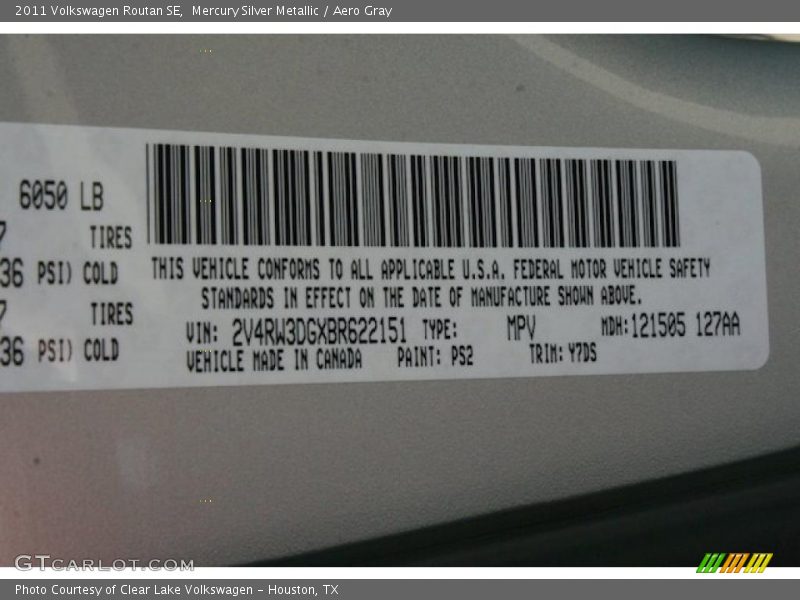 2011 Volkswagen Routan SE, Mercury Silver Metallic / Aero Gray
6050 LB
7 TIRES
36 PSI) COLD
THIS VEHICLE CONFORMS TO ALL APPLICABLE U.S.A. FEDERAL MOTOR VEHICLE SAFETY
STANDARDS IN EFFECT ON THE DATE OF MANUFACTURE SHOWN ABOVE.
7 TIRES
36 PSI) COLD
VIN: 2V4RW3DGXBR622151 TYPE: MPV MDH:121505 127AA
VEHICLE MADE IN CANADA PAINT: PS2 TRIM: Y7DS
GTcarlot.com
Photo Courtesy of Clear Lake Volkswagen - Houston, TX